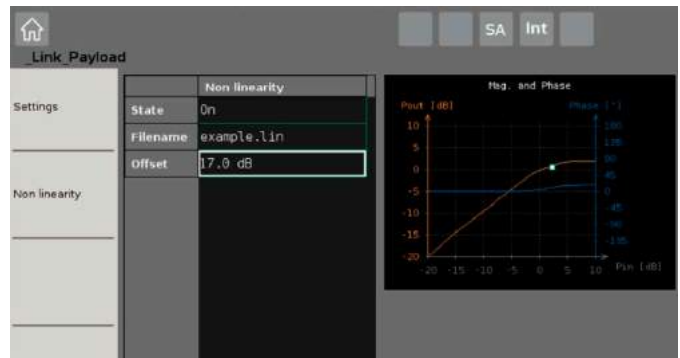 SA Int
_Link_Payload
Settings
Non linearity
Non linearity
State On
Filename example.lin
Offset 17.0 dB
Mag. and Phase
Pout [dB] Phase [°]
10 180
5 135
0 90
-5 45
-10 0
-15 -45
-20 -90
-135
-20 -15 -10 -5 0 5 10 Pin [dB]